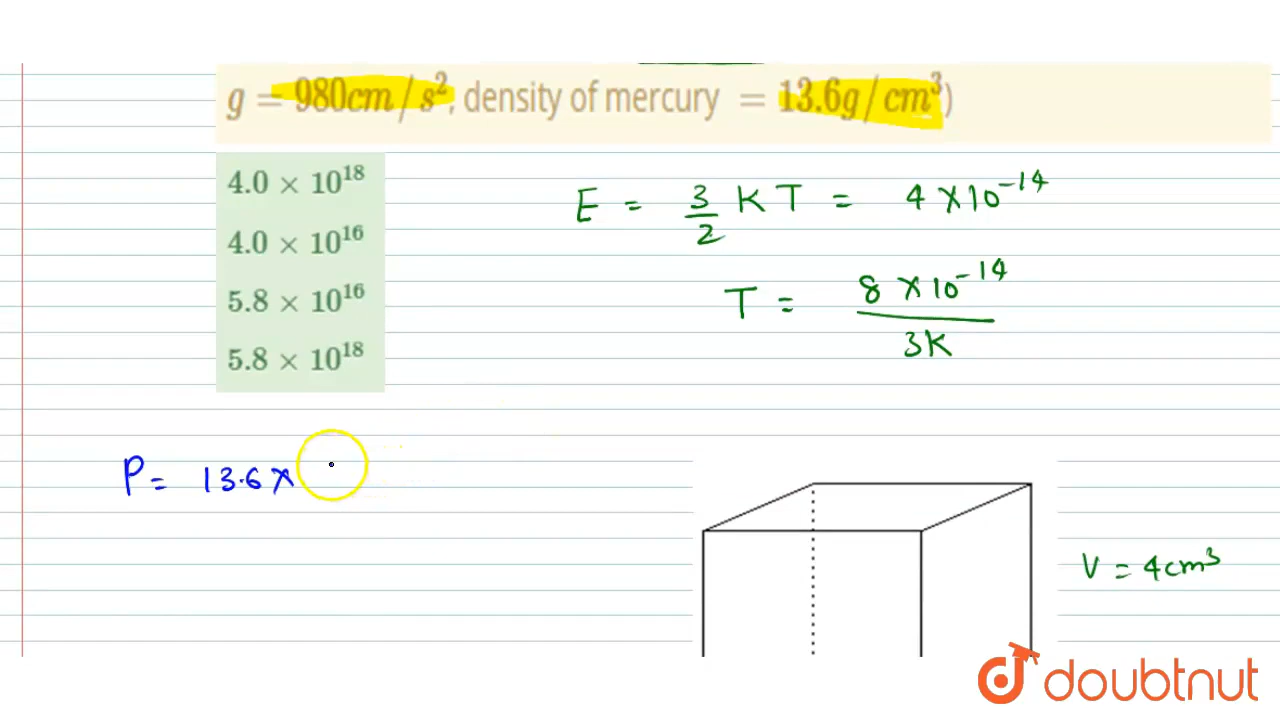 g = 980cm/s², density of mercury = 13.6g/cm³)
4.0 × 10¹⁸
4.0 × 10¹⁶
5.8 × 10¹⁶
5.8 × 10¹⁸
E = 3/2 K T = 4 × 10⁻¹⁴
T = 8 × 10⁻¹⁴ / 3K
P = 13.6 ×
V = 4cm³
doubtnut